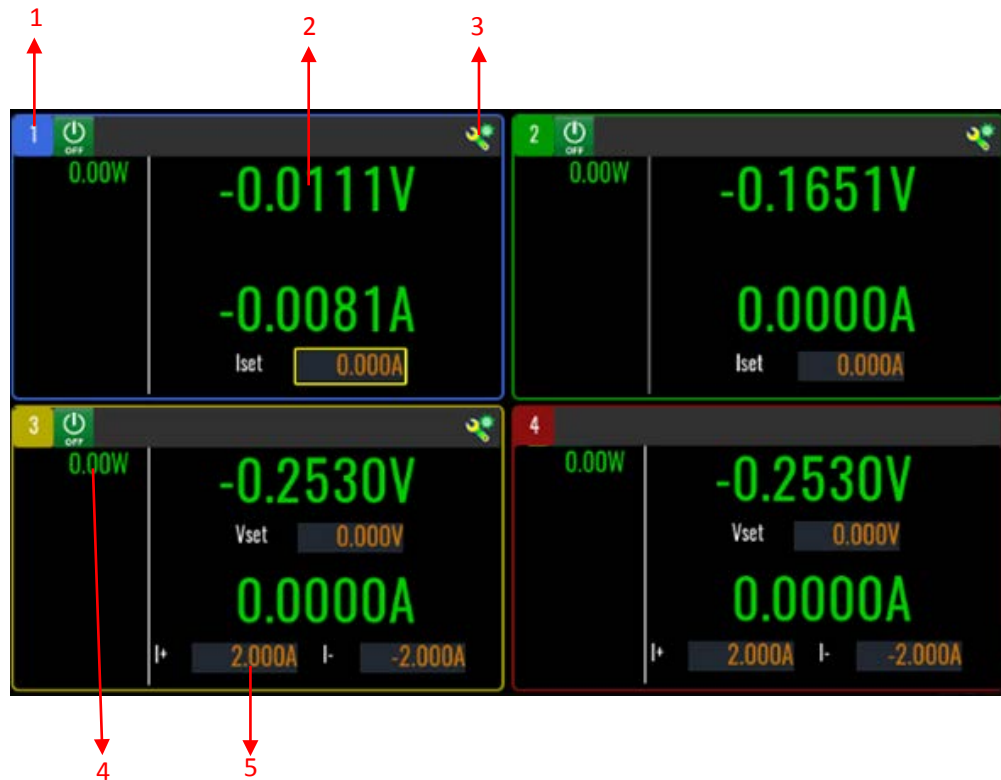 1 2 3
1 OFF
0.00W
-0.0111V
-0.0081A
Iset 0.000A
2 OFF
0.00W
-0.1651V
0.0000A
Iset 0.000A
3 OFF
0.00W
-0.2530V
Vset 0.000V
0.0000A
I+ 2.000A I- -2.000A
4
0.00W
-0.2530V
Vset 0.000V
0.0000A
I+ 2.000A I- -2.000A
4 5